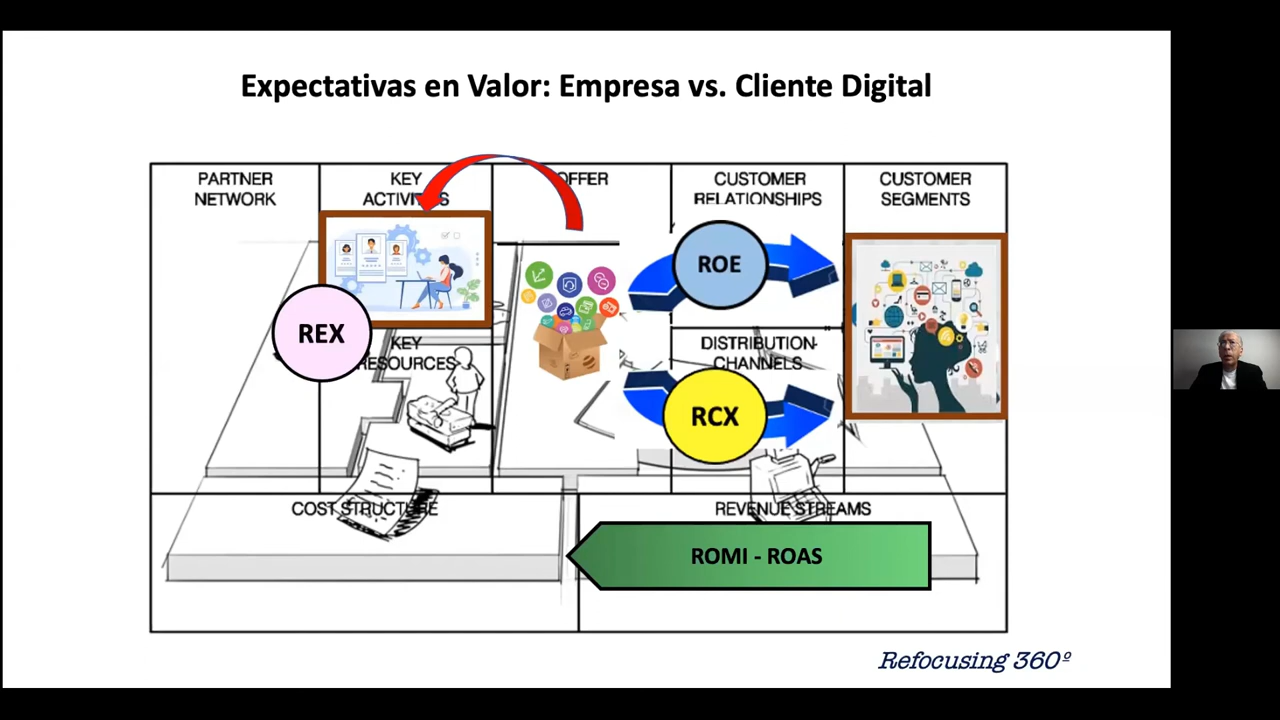 Expectativas en Valor: Empresa vs. Cliente Digital
PARTNER
NETWORK
KEY
ACTIVITIES
OFFER
CUSTOMER
RELATIONSHIPS
CUSTOMER
SEGMENTS
ROE
REX
KEY
RESOURCES
DISTRIBUTION
CHANNELS
RCX
COST STRUCTURE
REVENUE STREAMS
ROMI - ROAS
Refocusing 360º